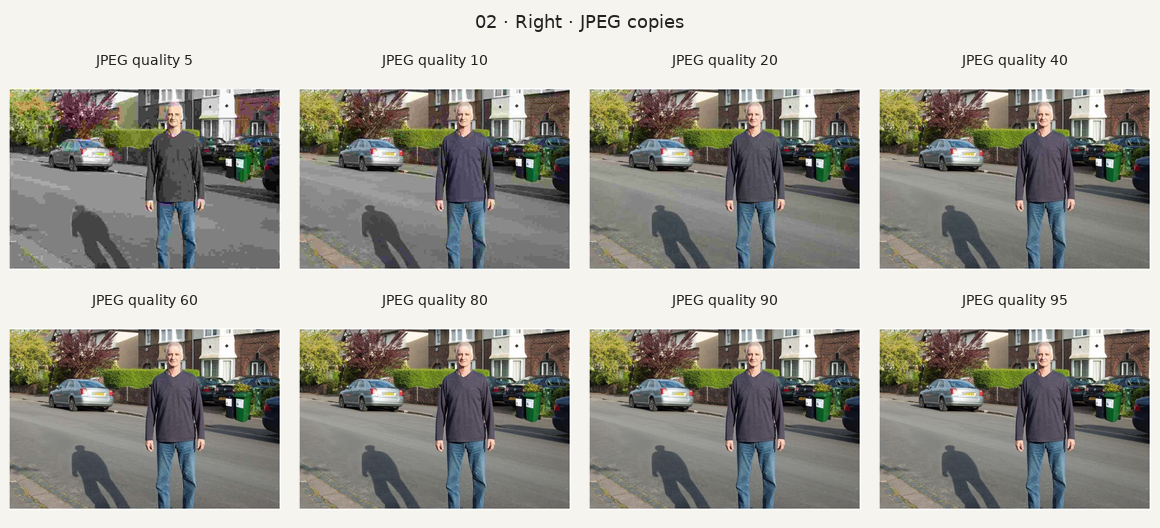 02 · Right · JPEG copies
JPEG quality 5
JPEG quality 10
JPEG quality 20
JPEG quality 40
JPEG quality 60
JPEG quality 80
JPEG quality 90
JPEG quality 95